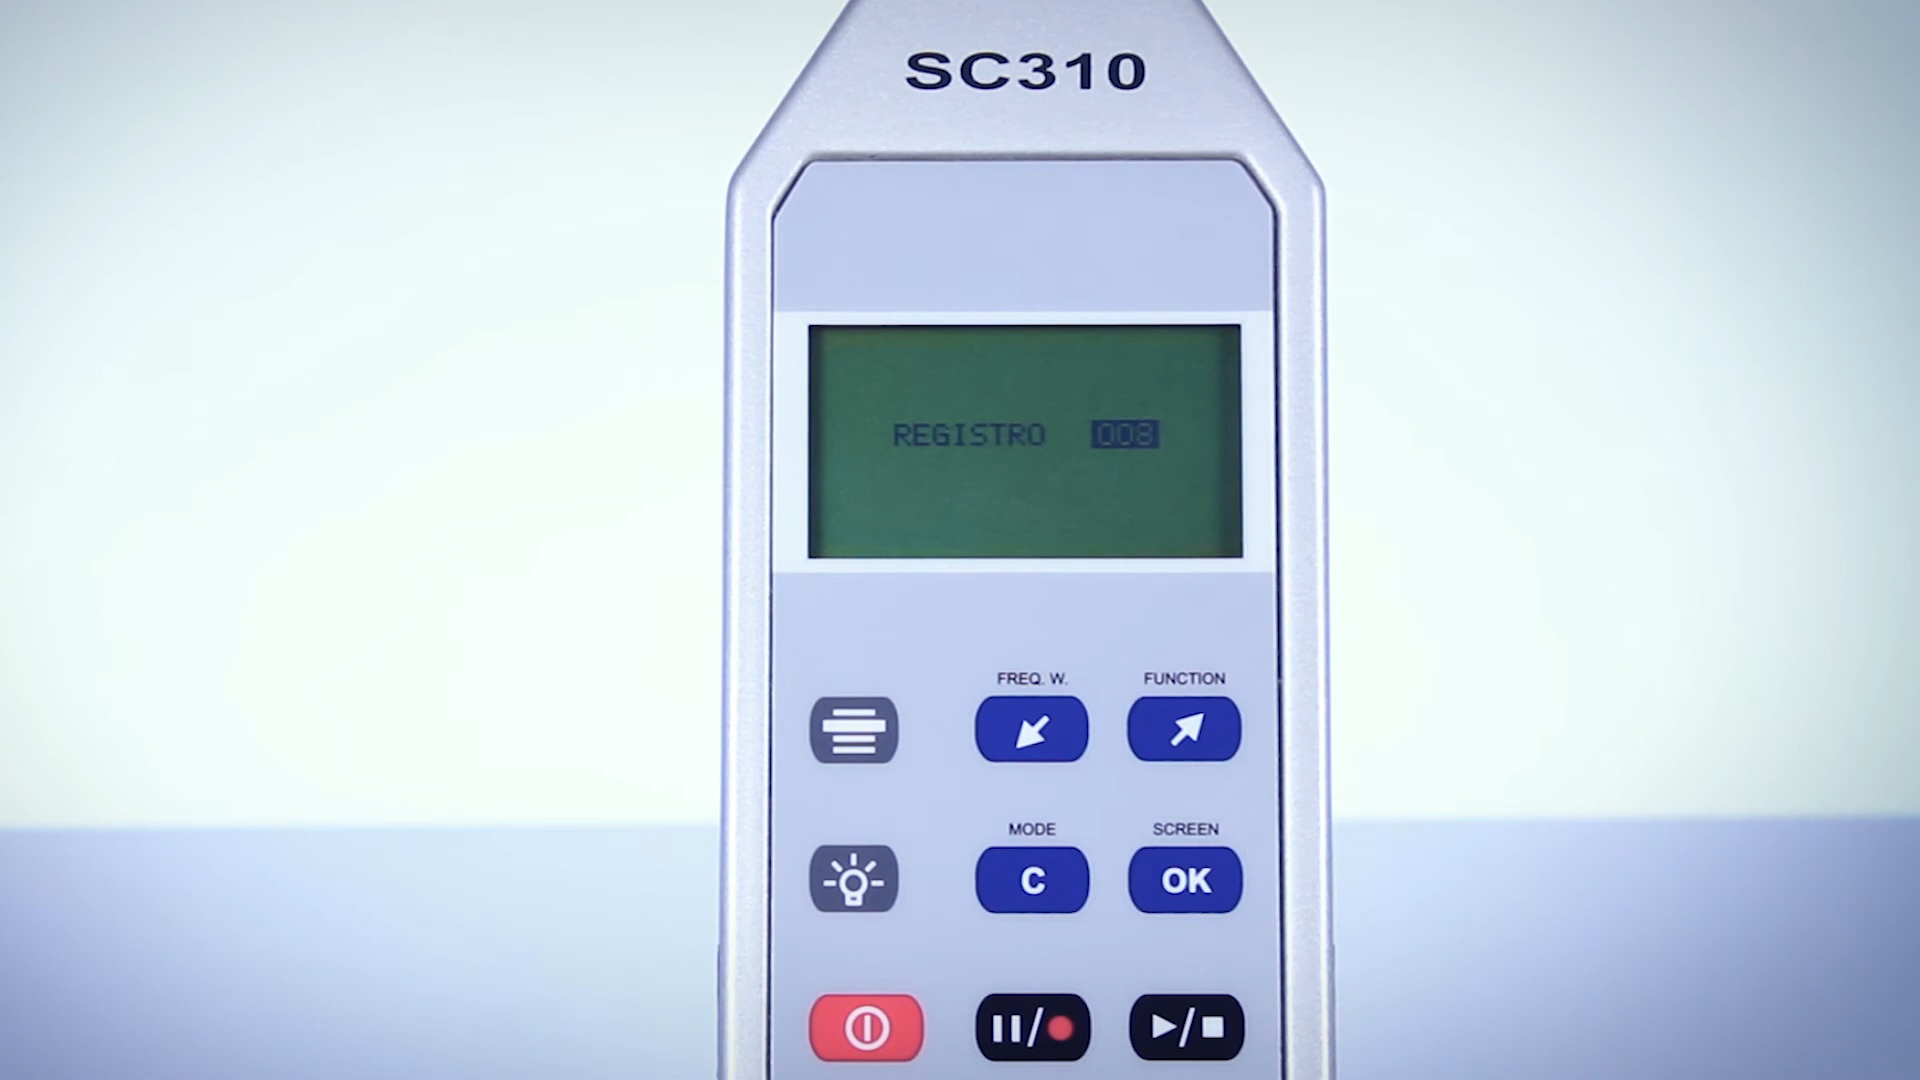 SC310
REGISTRO 008
FREQ. W. FUNCTION
MODE SCREEN
C OK